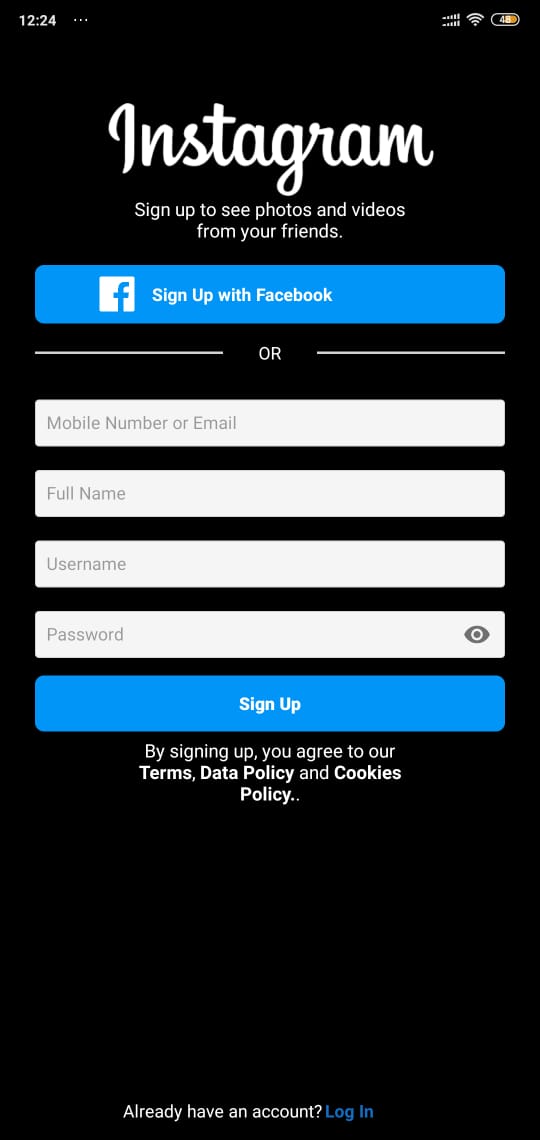 12:24 ...
48
Instagram
Sign up to see photos and videos
from your friends.
Sign Up with Facebook
OR
Mobile Number or Email
Full Name
Username
Password
Sign Up
By signing up, you agree to our
Terms, Data Policy and Cookies
Policy..
Already have an account? Log In